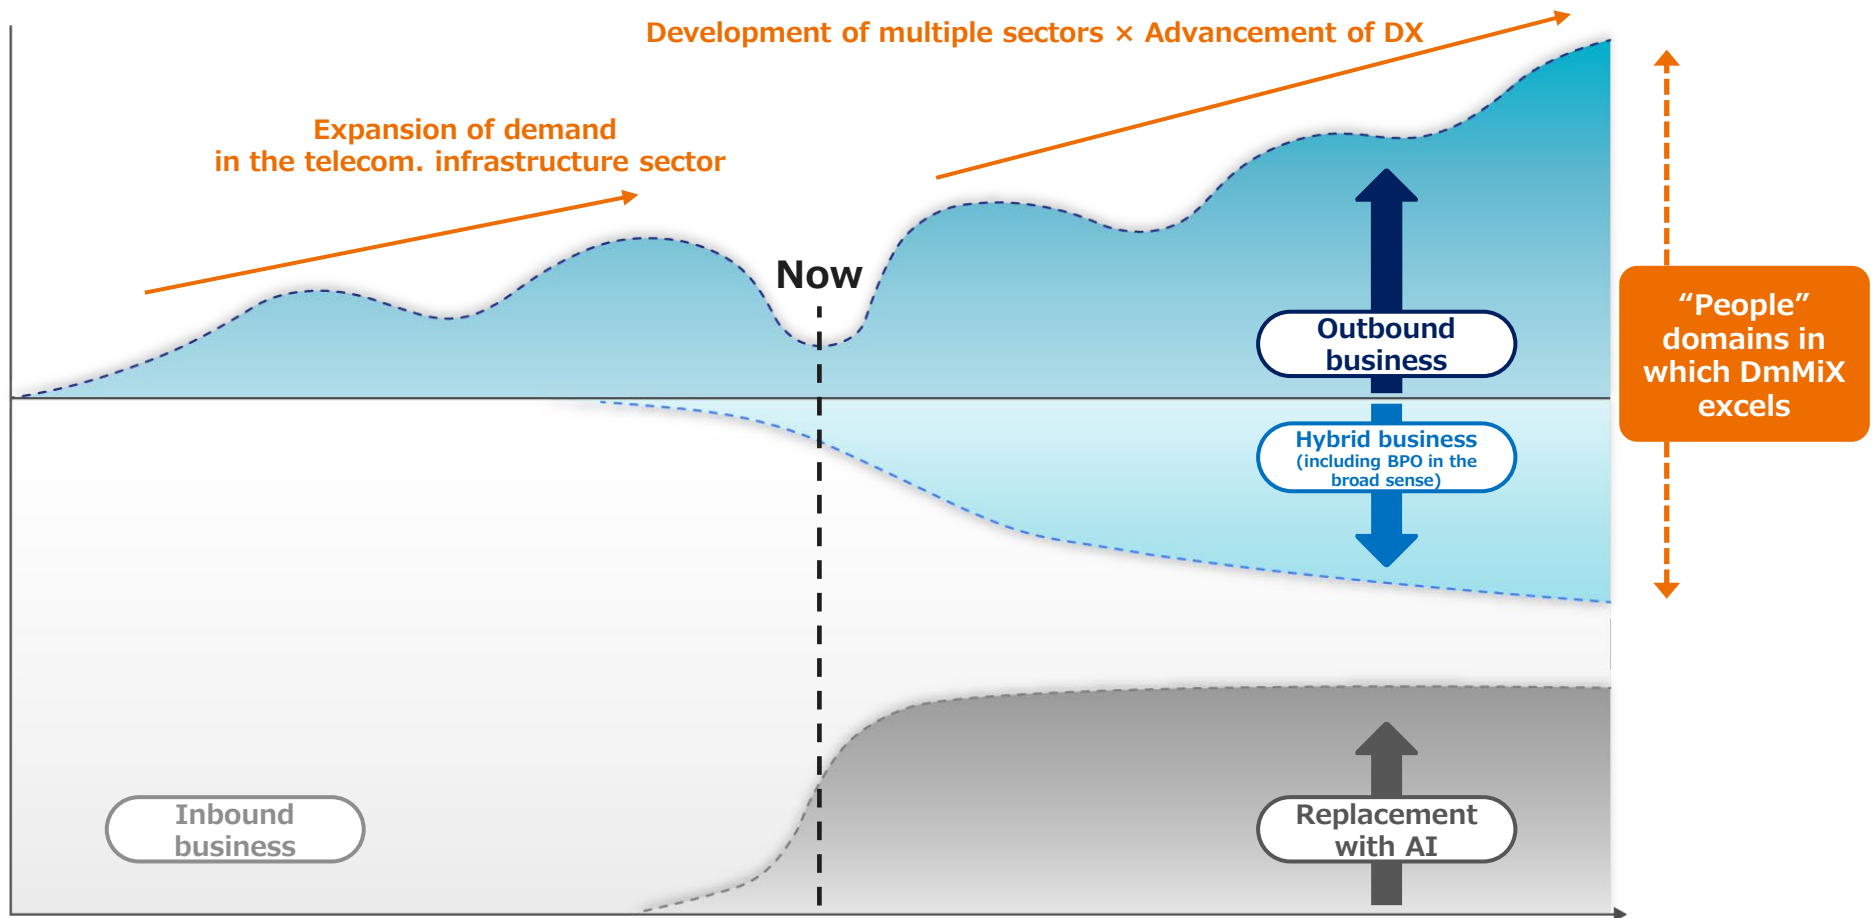 Development of multiple sectors × Advancement of DX
Expansion of demand
in the telecom. infrastructure sector
Now
Outbound
business
“People”
domains in
which DmMiX
excels
Hybrid business
(including BPO in the
broad sense)
Inbound
business
Replacement
with AI